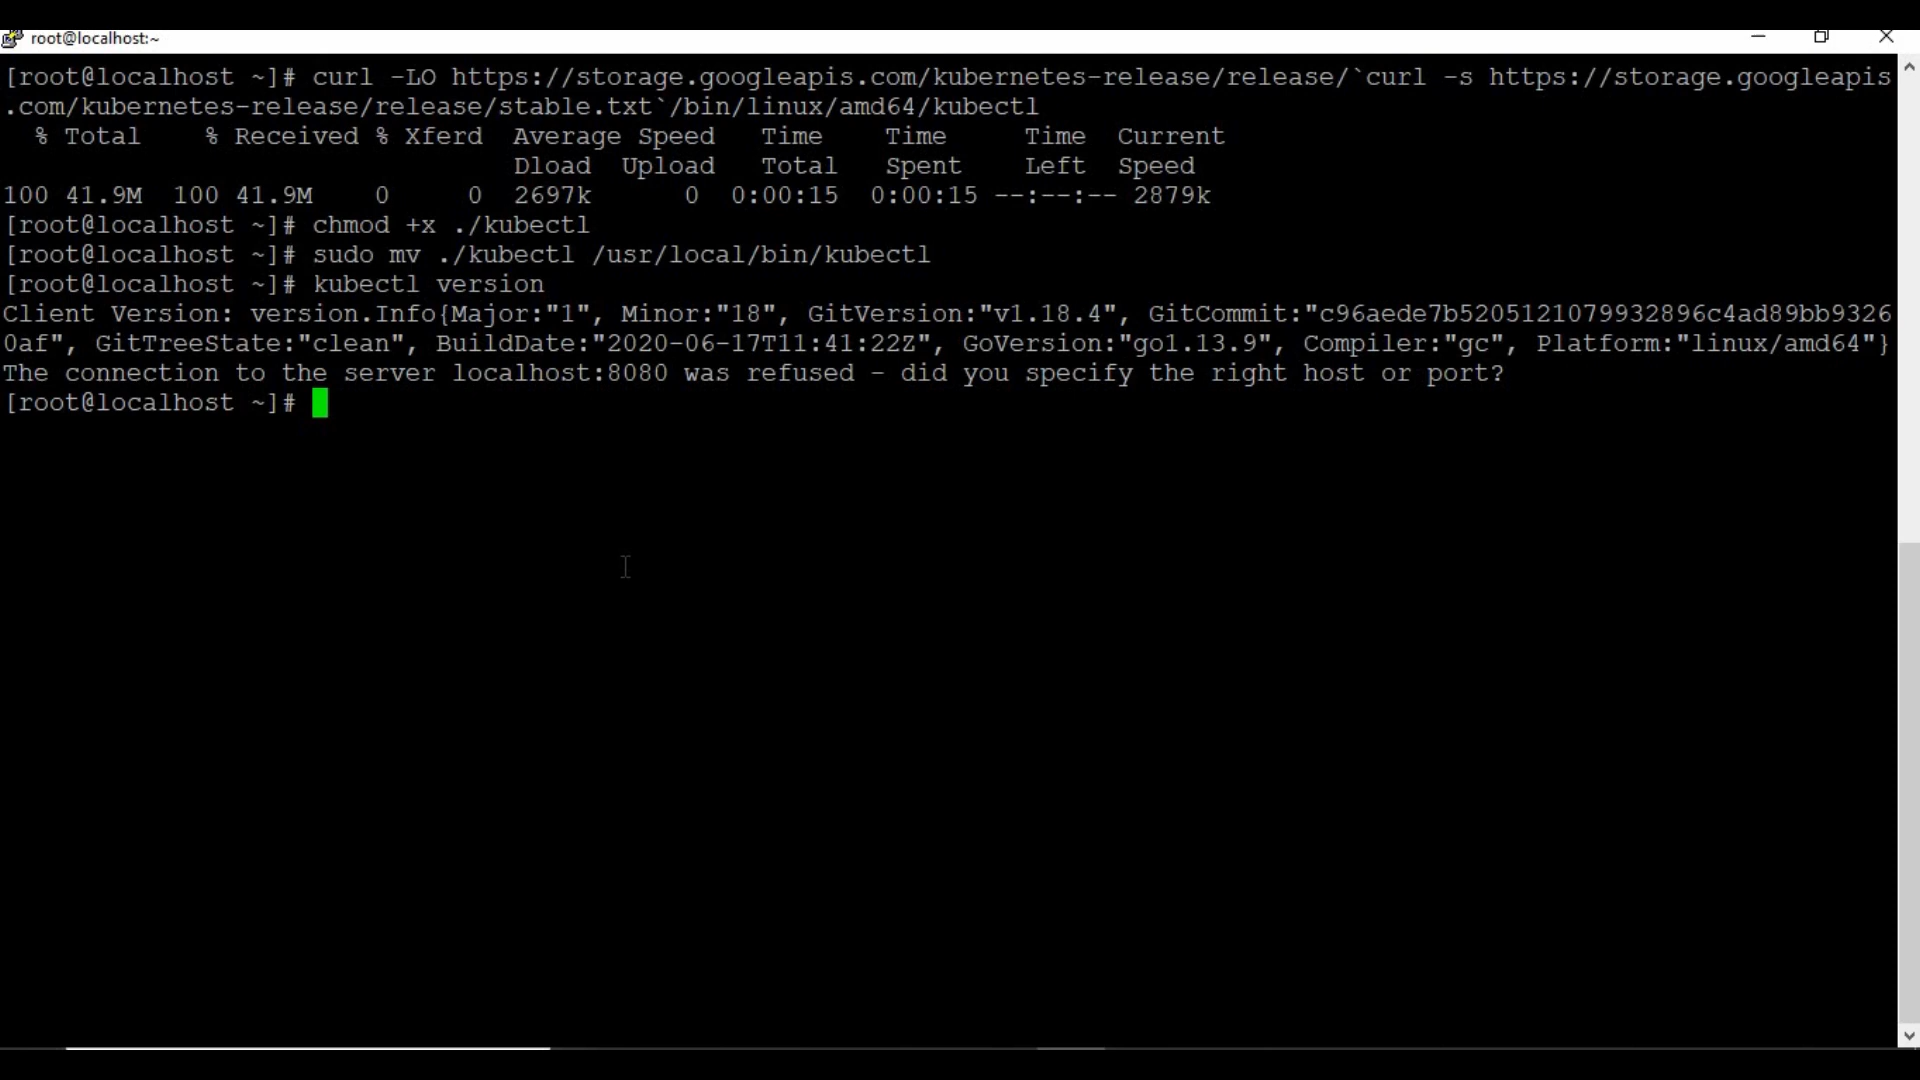 root@localhost:~
[root@localhost ~]# curl -LO https://storage.googleapis.com/kubernetes-release/release/`curl -s https://storage.googleapis
.com/kubernetes-release/release/stable.txt`/bin/linux/amd64/kubectl
% Total % Received % Xferd Average Speed Time Time Time Current
Dload Upload Total Spent Left Speed
100 41.9M 100 41.9M 0 0 2697k 0 0:00:15 0:00:15 --:--:-- 2879k
[root@localhost ~]# chmod +x ./kubectl
[root@localhost ~]# sudo mv ./kubectl /usr/local/bin/kubectl
[root@localhost ~]# kubectl version
Client Version: version.Info{Major:"1", Minor:"18", GitVersion:"v1.18.4", GitCommit:"c96aede7b5205121079932896c4ad89bb9326
0af", GitTreeState:"clean", BuildDate:"2020-06-17T11:41:22Z", GoVersion:"go1.13.9", Compiler:"gc", Platform:"linux/amd64"}
The connection to the server localhost:8080 was refused - did you specify the right host or port?
[root@localhost ~]#